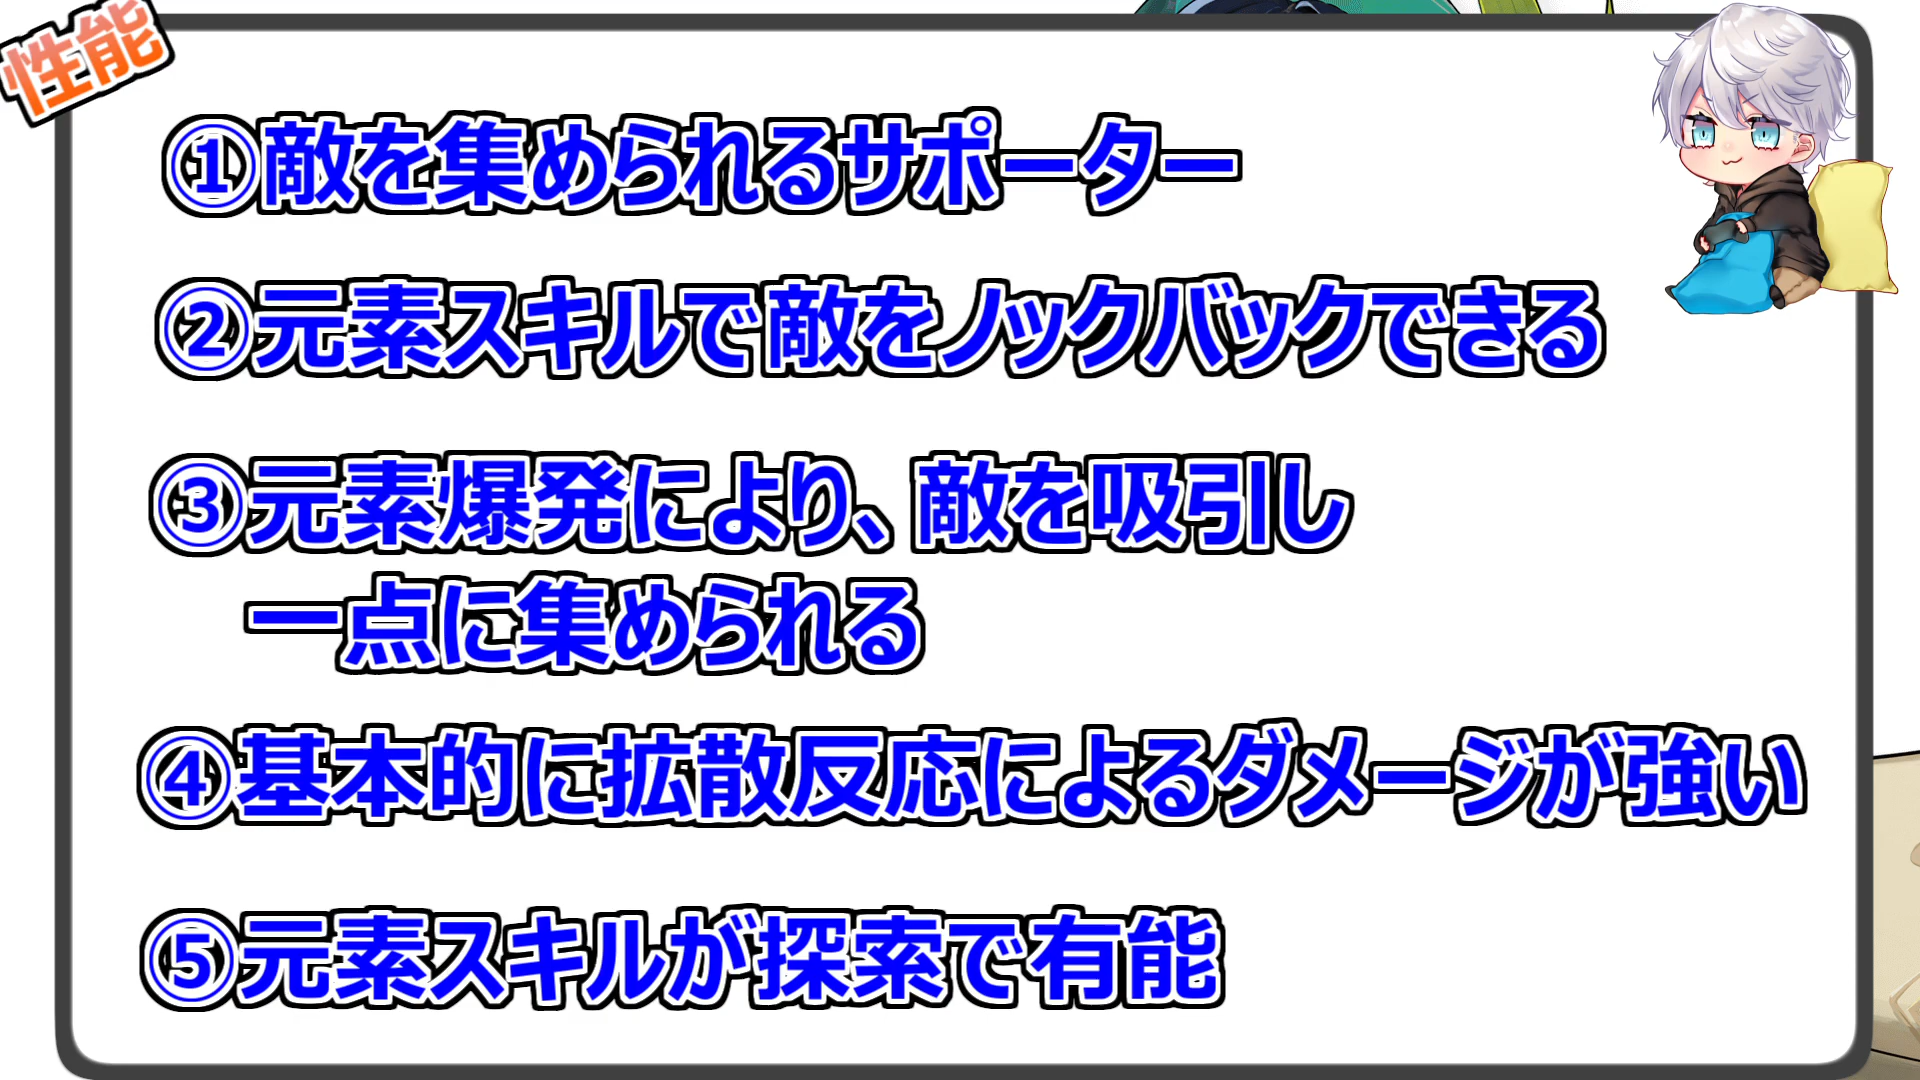 性能
①敵を集められるサポーター
②元素スキルで敵をノックバックできる
③元素爆発により、敵を吸引し
一点に集められる
④基本的に拡散反応によるダメージが強い
⑤元素スキルが探索で有能